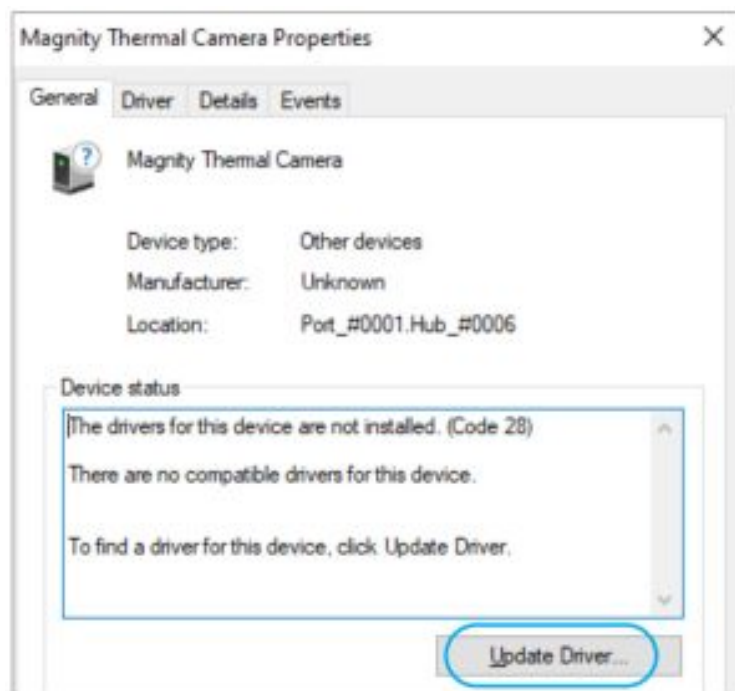 Magnity Thermal Camera Properties
General Driver Details Events
?
Magnity Thermal Camera
Device type: Other devices
Manufacturer: Unknown
Location: Port_#0001.Hub_#0006
Device status
The drivers for this device are not installed. (Code 28)
There are no compatible drivers for this device.
To find a driver for this device, click Update Driver.
Update Driver...